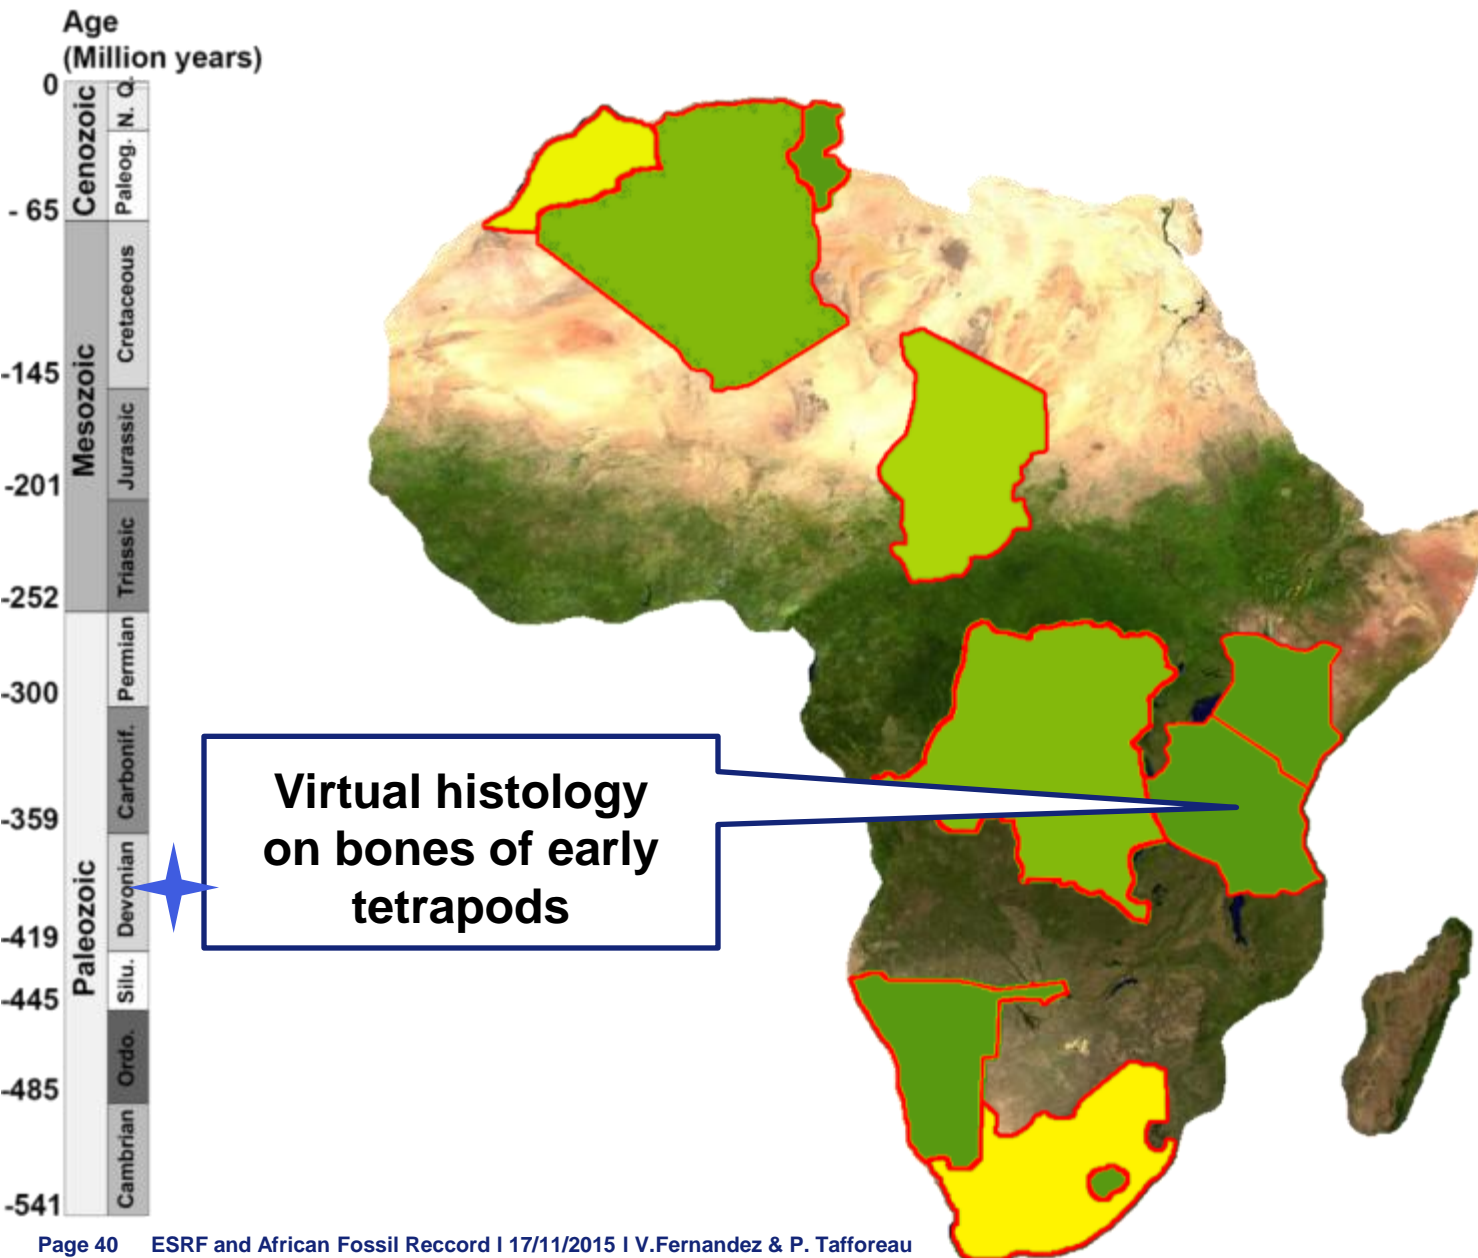 Age
(Million years)
0
- 65
-145
-201
-252
-300
-359
-419
-445
-485
-541
Cenozoic
Mesozoic
Paleozoic
N. Q.
Paleog.
Cretaceous
Jurassic
Triassic
Permian
Carbonif.
Devonian
Silu.
Ordo.
Cambrian
Virtual histology
on bones of early
tetrapods
Page 40 ESRF and African Fossil Reccord l 17/11/2015 l V.Fernandez & P. Tafforeau